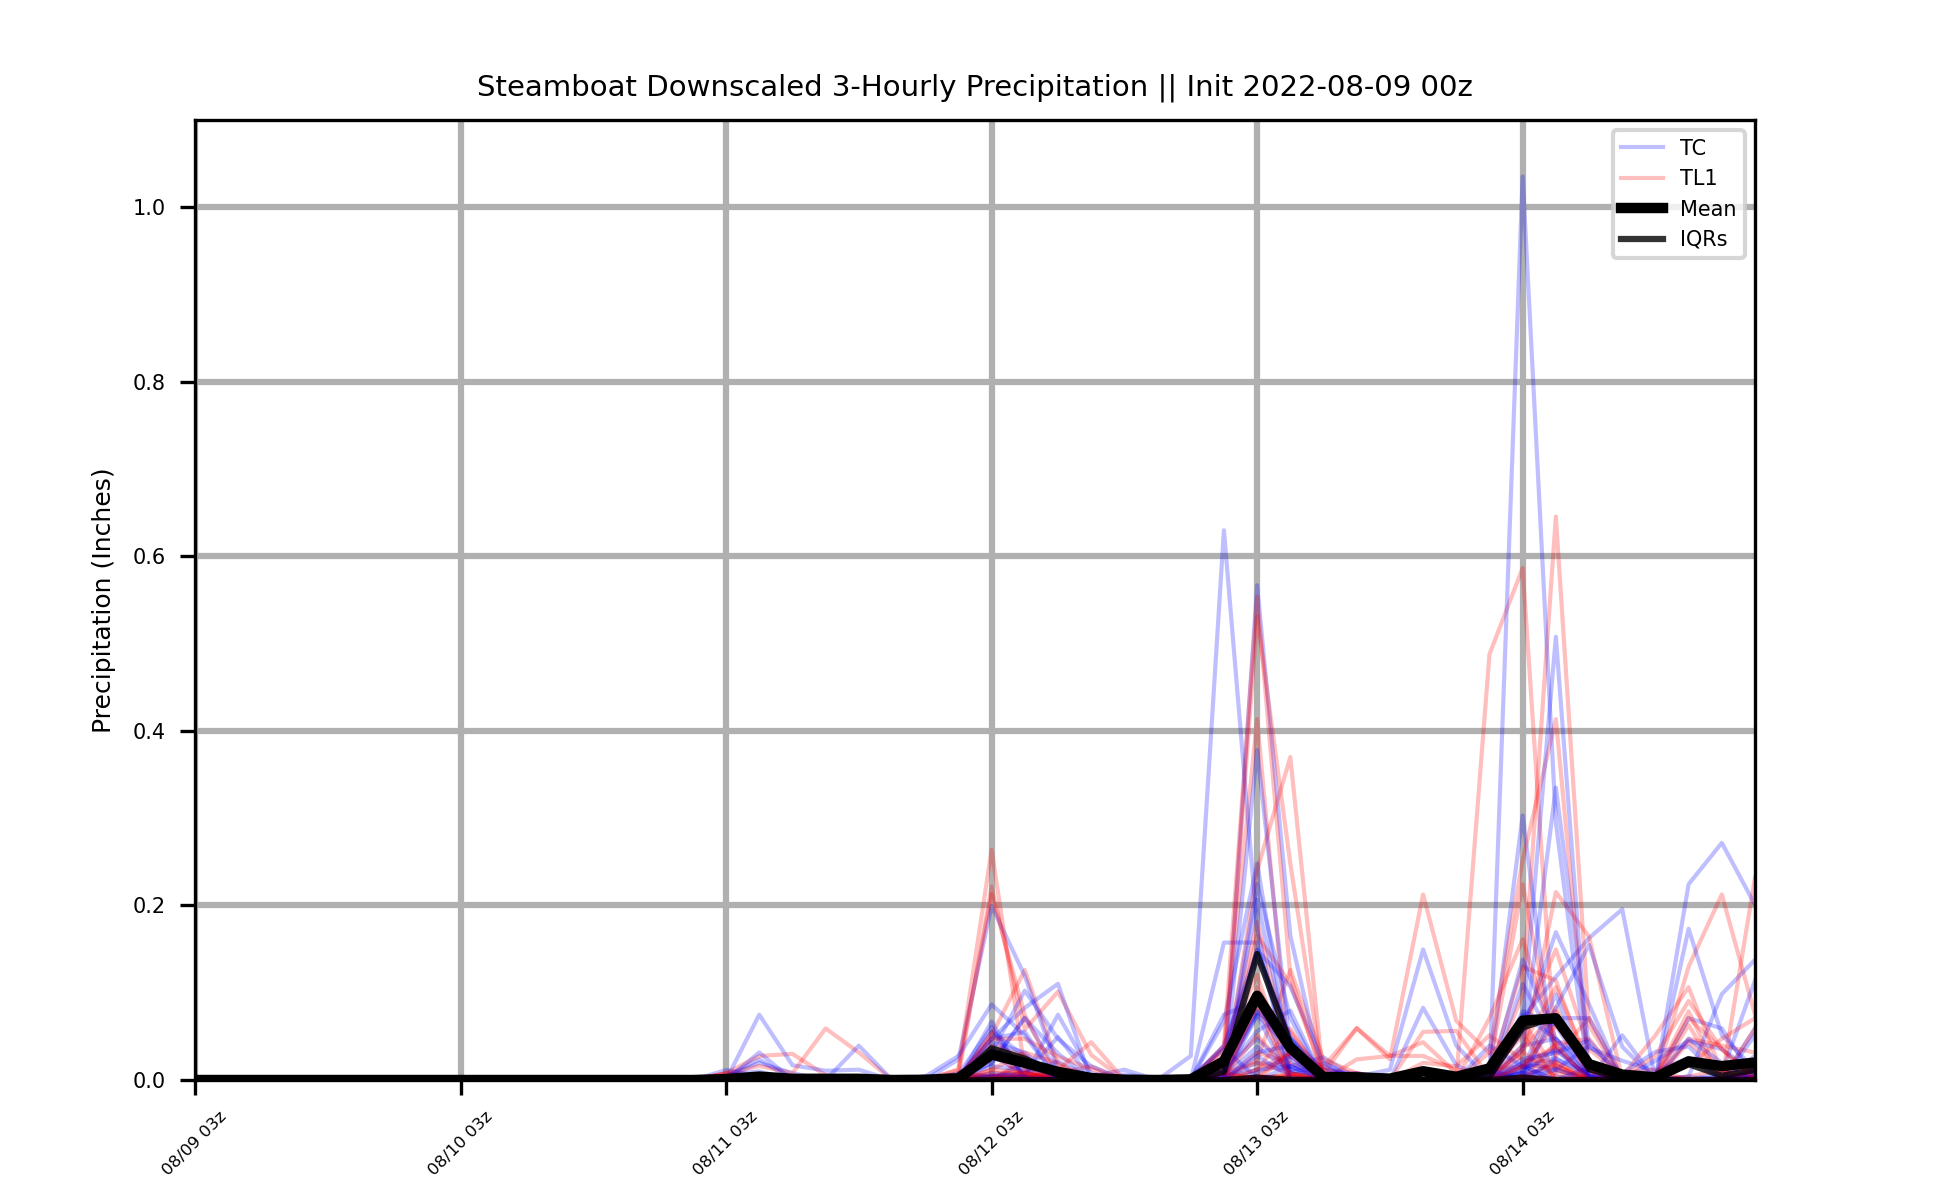 Steamboat Downscaled 3-Hourly Precipitation || Init 2022-08-09 00z
TC
TL1
Mean
IQRs
Precipitation (Inches)
1.0
0.8
0.6
0.4
0.2
0.0
08/09 03z
08/10 03z
08/11 03z
08/12 03z
08/13 03z
08/14 03z